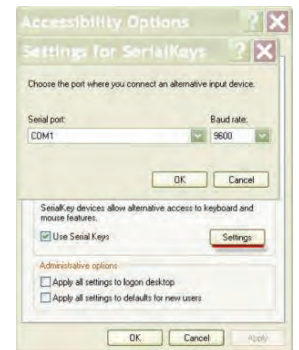 Accessibility Options
Settings for SerialKeys
Choose the port where you connect an alternative input device.
Serial port:
Baud rate:
COM1
9600
OK
Cancel
SerialKey devices allow alternative access to keyboard and
mouse features.
Use Serial Keys
Settings
Administrative options
Apply all settings to logon desktop
Apply all settings to defaults for new users
OK
Cancel
Apply